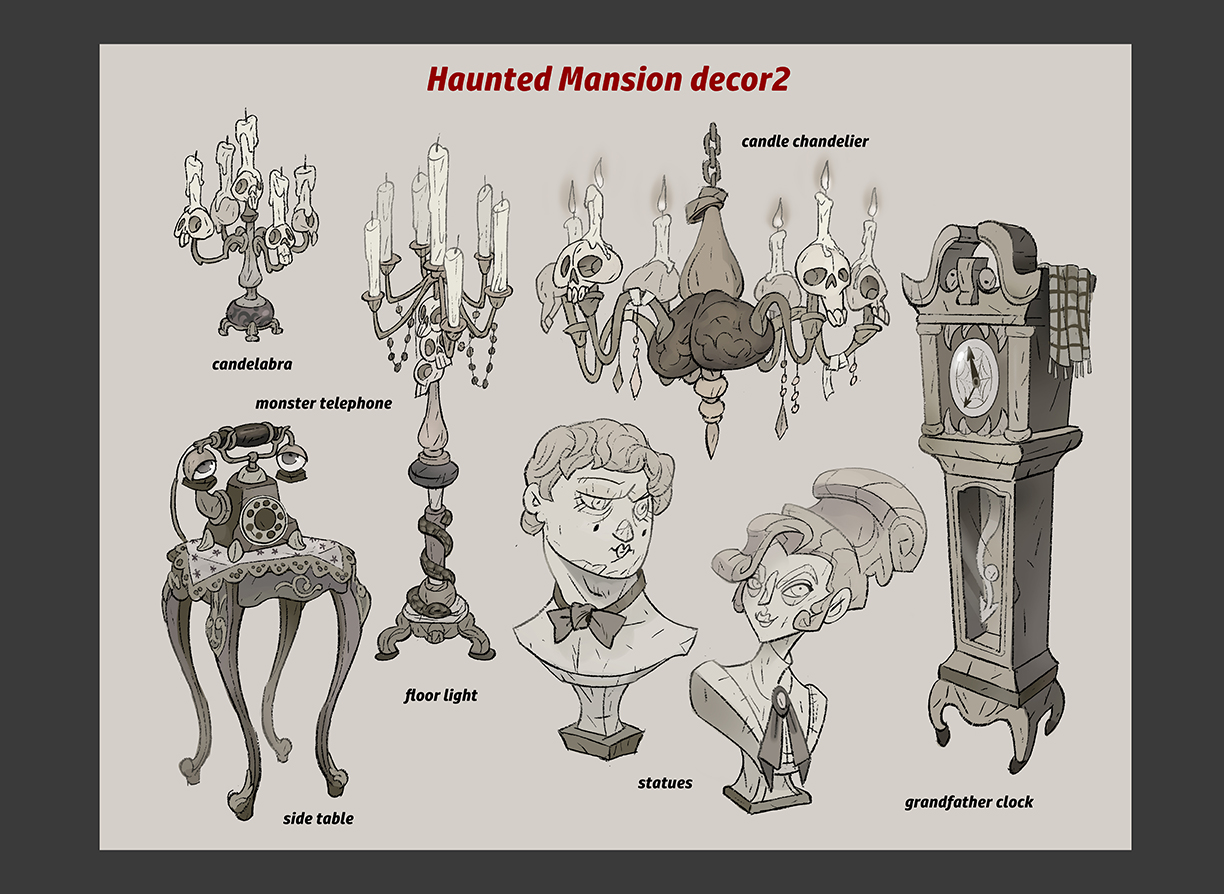 Haunted Mansion decor2
candle chandelier
candelabra
monster telephone
floor light
statues
grandfather clock
side table